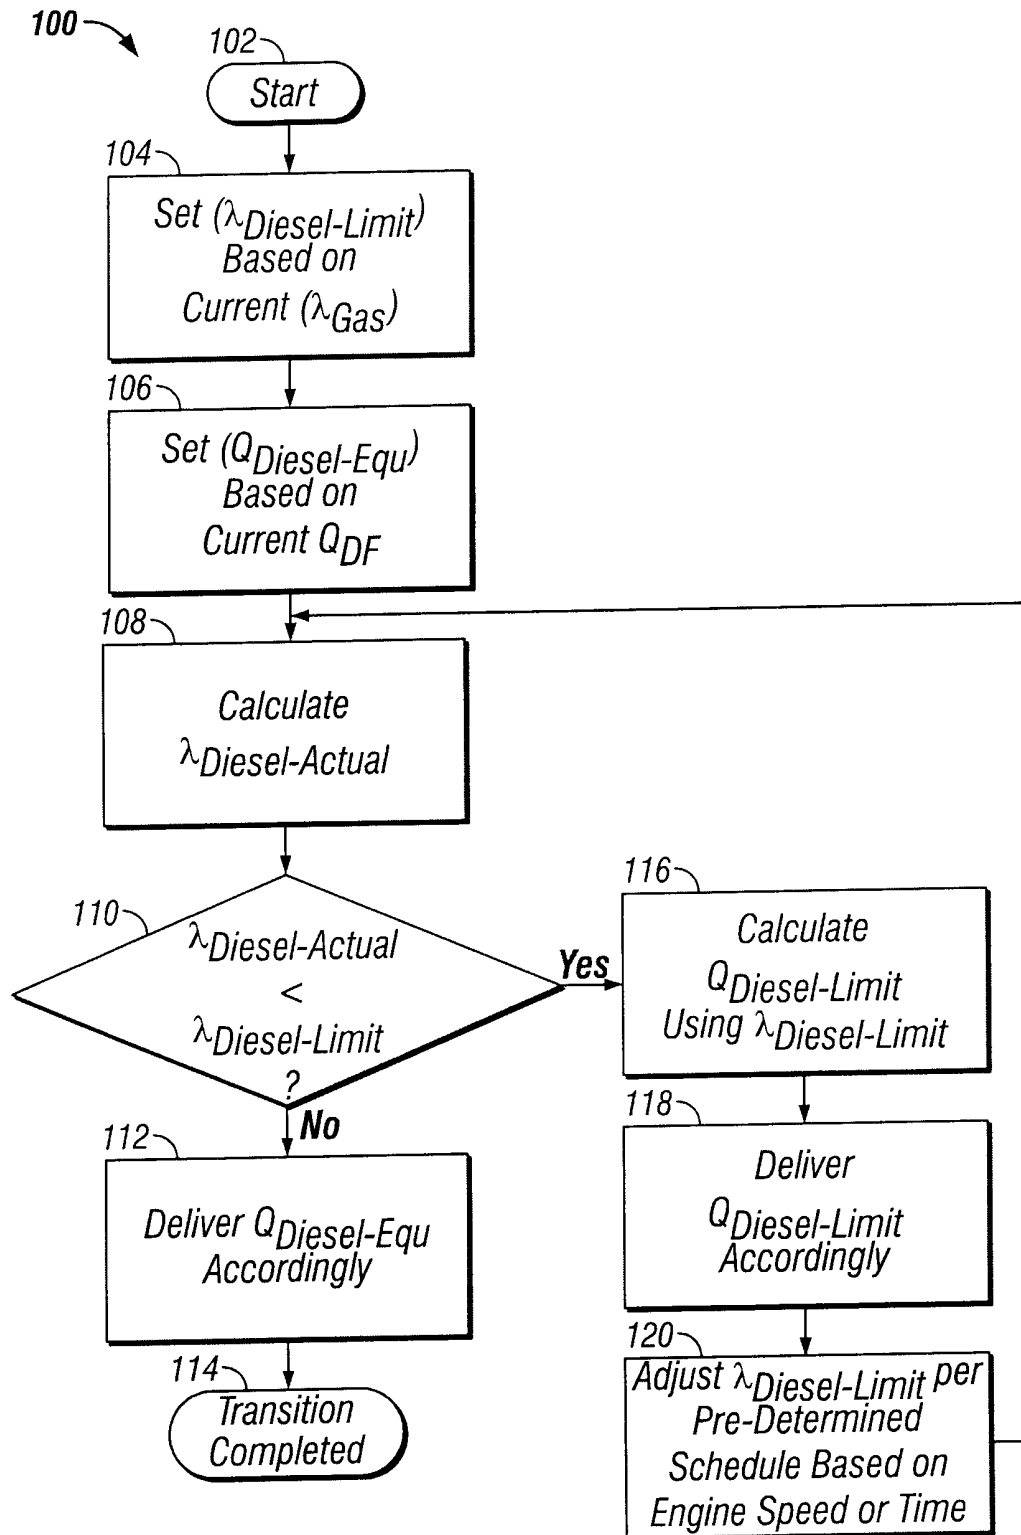 100
102
Start
104
Set (λDiesel-Limit)
Based on
Current (λGas)
106
Set (QDiesel-Equ)
Based on
Current QDF
108
Calculate
λDiesel-Actual
110
λDiesel-Actual
<
λDiesel-Limit
?
Yes
No
112
Deliver QDiesel-Equ
Accordingly
114
Transition
Completed
116
Calculate
QDiesel-Limit
Using λDiesel-Limit
118
Deliver
QDiesel-Limit
Accordingly
120
Adjust λDiesel-Limit per
Pre-Determined
Schedule Based on
Engine Speed or Time